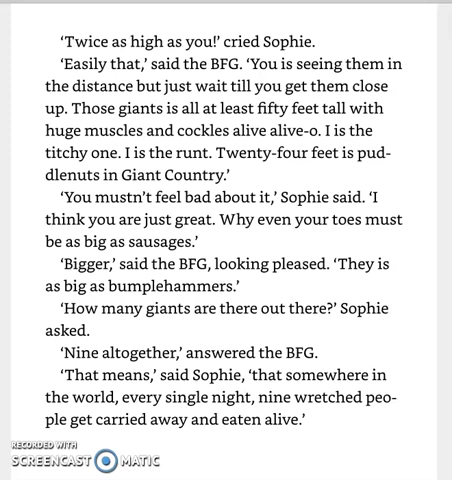 ‘Twice as high as you!’ cried Sophie.
‘Easily that,’ said the BFG. ‘You is seeing them in
the distance but just wait till you get them close
up. Those giants is all at least fifty feet tall with
huge muscles and cockles alive alive-o. I is the
titchy one. I is the runt. Twenty-four feet is pud-
dlenuts in Giant Country.’
‘You mustn’t feel bad about it,’ Sophie said. ‘I
think you are just great. Why even your toes must
be as big as sausages.’
‘Bigger,’ said the BFG, looking pleased. ‘They is
as big as bumplehammers.’
‘How many giants are there out there?’ Sophie
asked.
‘Nine altogether,’ answered the BFG.
‘That means,’ said Sophie, ‘that somewhere in
the world, every single night, nine wretched peo-
ple get carried away and eaten alive.’
RECORDED WITH
SCREENCAST MATIC